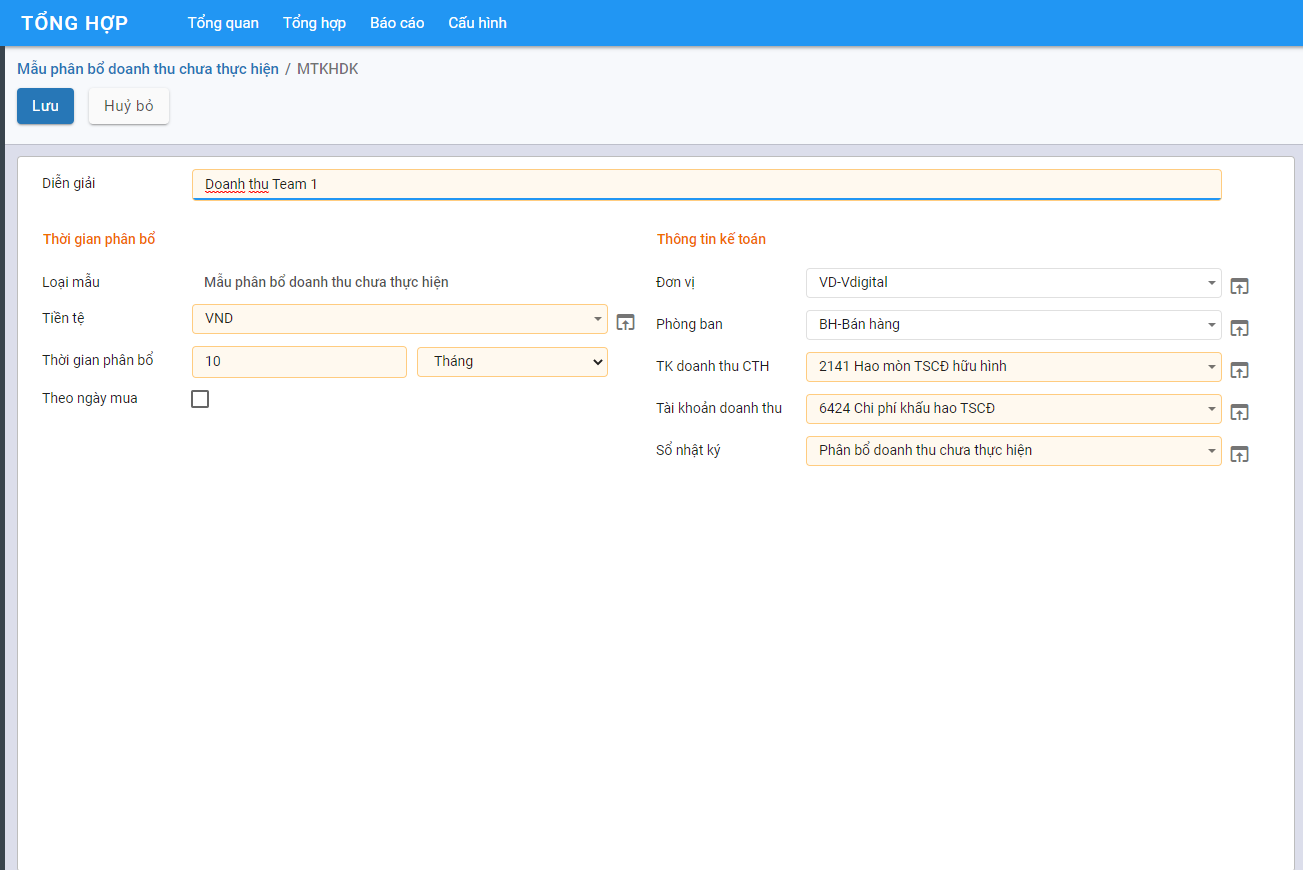 TỔNG HỢP Tổng quan Tổng hợp Báo cáo Cấu hình
Mẫu phân bổ doanh thu chưa thực hiện / MTKHDK
Lưu Huỷ bỏ
Diễn giải Doanh thu Team 1
Thời gian phân bổ
Loại mẫu Mẫu phân bổ doanh thu chưa thực hiện
Tiền tệ VND
Thời gian phân bổ 10 Tháng
Theo ngày mua
Thông tin kế toán
Đơn vị VD-Vdigital
Phòng ban BH-Bán hàng
TK doanh thu CTH 2141 Hao mòn TSCĐ hữu hình
Tài khoản doanh thu 6424 Chi phí khấu hao TSCĐ
Sổ nhật ký Phân bổ doanh thu chưa thực hiện